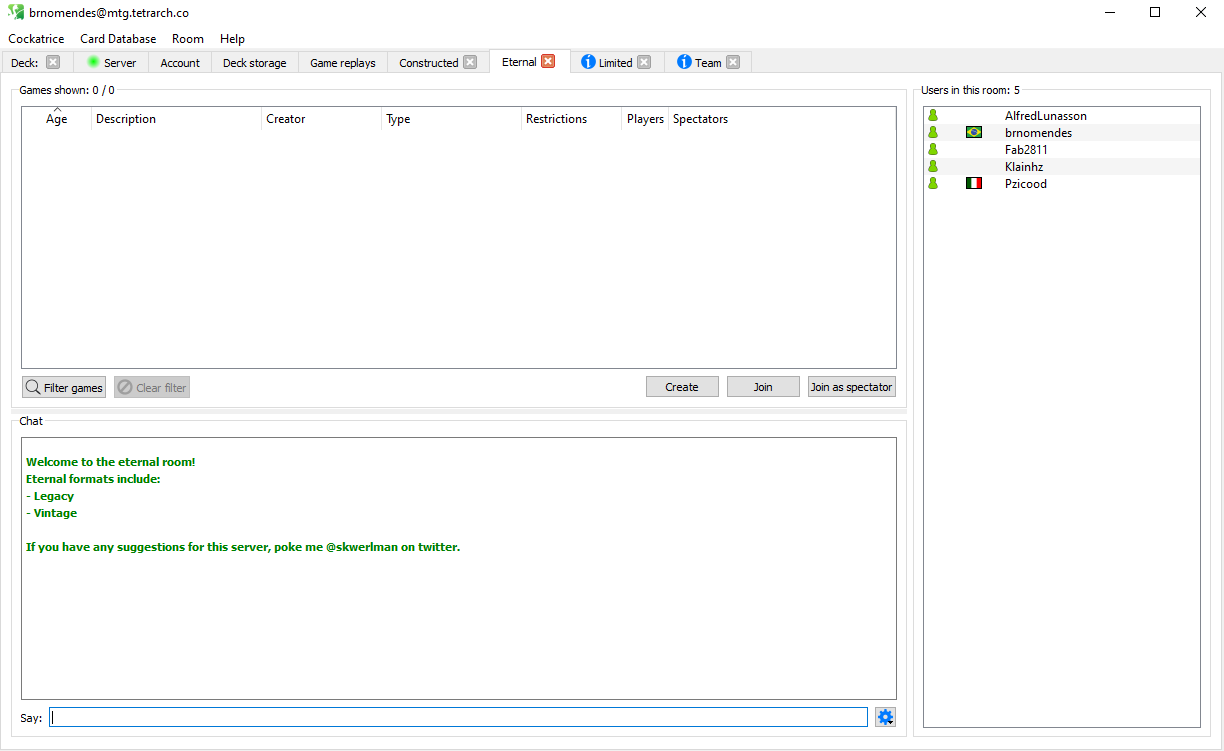 brnomendes@mtg.tetrarch.co
Cockatrice Card Database Room Help
Deck: Server Account Deck storage Game replays Constructed Eternal Limited Team
Games shown: 0 / 0
Age Description Creator Type Restrictions Players Spectators
Filter games Clear filter Create Join Join as spectator
Chat
Welcome to the eternal room!
Eternal formats include:
- Legacy
- Vintage
If you have any suggestions for this server, poke me @skwerlman on twitter.
Say:
Users in this room: 5
AlfredLunasson
brnomendes
Fab2811
Klainhz
Pzicood